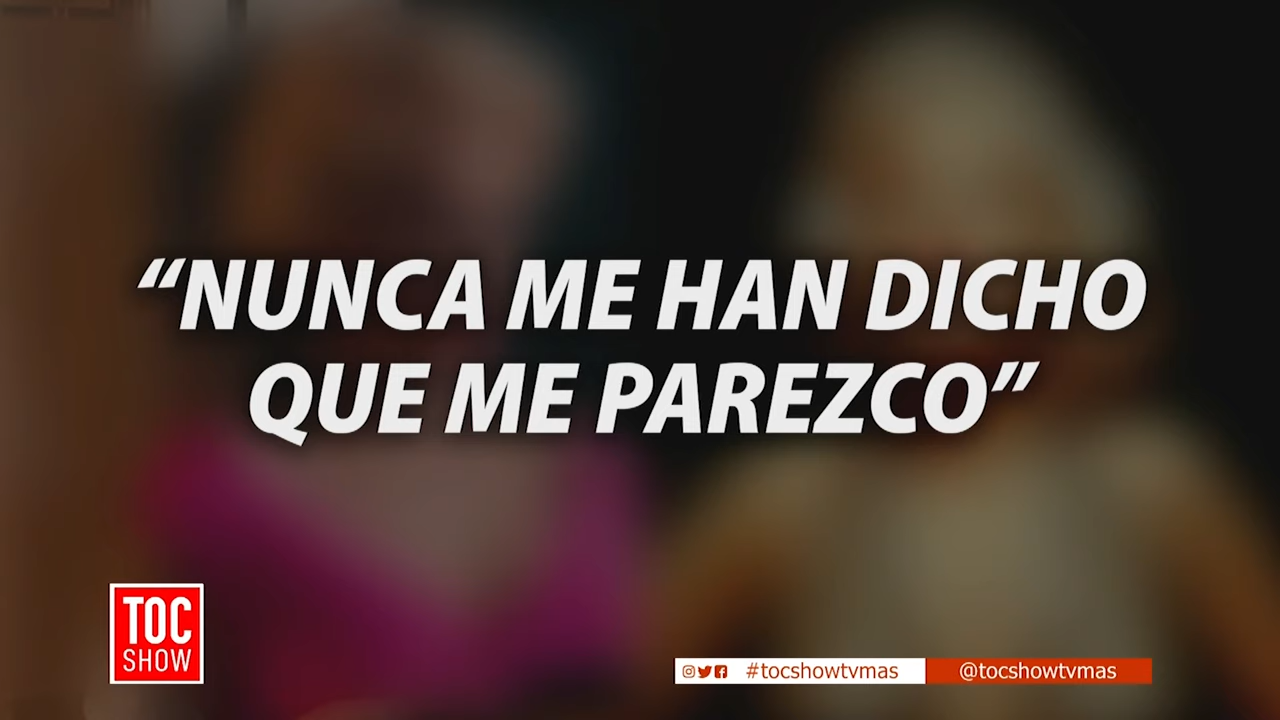 “NUNCA ME HAN DICHO
QUE ME PAREZCO”
TOC
SHOW
#tocshowtvmas
@tocshowtvmas